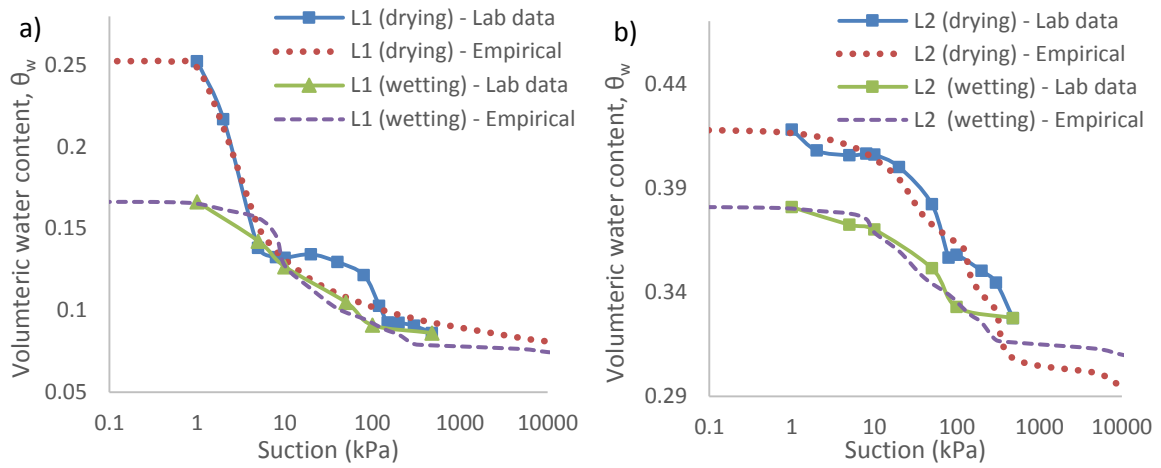 a)
L1 (drying) - Lab data
L1 (drying) - Empirical
L1 (wetting) - Lab data
L1 (wetting) - Empirical
Volumteric water content, θw
0.25
0.2
0.15
0.1
0.05
0.1 1 10 100 1000 10000
Suction (kPa)
b)
L2 (drying) - Lab data
L2 (drying) - Empirical
L2 (wetting) - Lab data
L2 (wetting) - Empirical
Volumteric water content, θw
0.44
0.39
0.34
0.29
0.1 1 10 100 1000 10000
Suction (kPa)